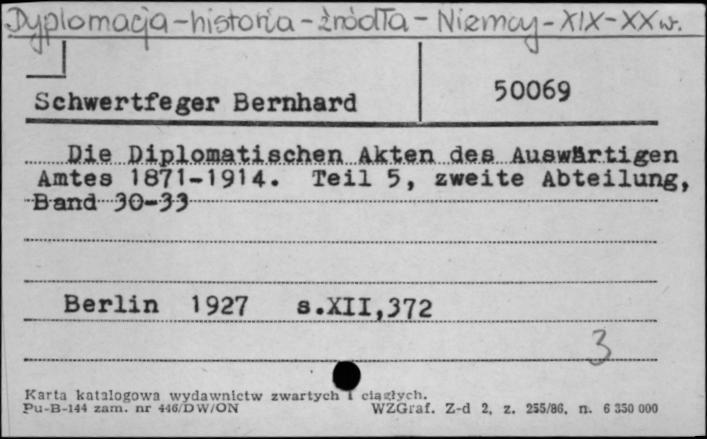 Dyplomacja-historia-źródła-Niemcy-XIX-XXw.
Schwertfeger Bernhard
50069
Die Diplomatischen Akten des Auswärtigen
Amtes 1871-1914. Teil 5, zweite Abteilung,
Band 30-33
Berlin 1927 s.XII,372
3
Karta katalogowa wydawnictw zwartych i ciągłych.
Pu-B-144 zam. nr 446/DW/ON WZGraf. Z-d 2, z. 255/86, n. 6 350 000